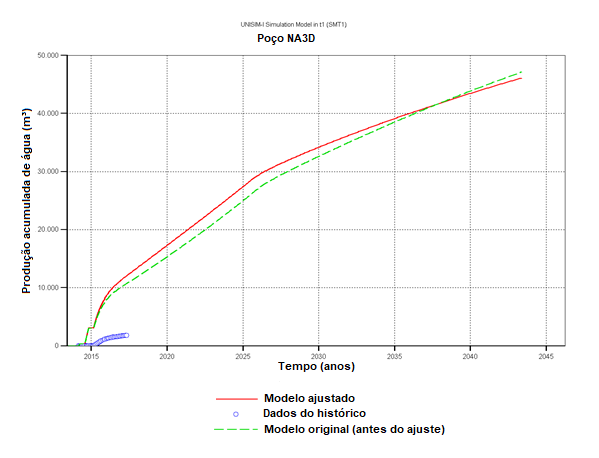 UNISIM-I Simulation Model in t1 (SMT1)
Poço NA3D
Produção acumulada de água (m³)
50.000
40.000
30.000
20.000
10.000
0
2015
2020
2025
2030
2035
2040
2045
Tempo (anos)
Modelo ajustado
Dados do histórico
Modelo original (antes do ajuste)